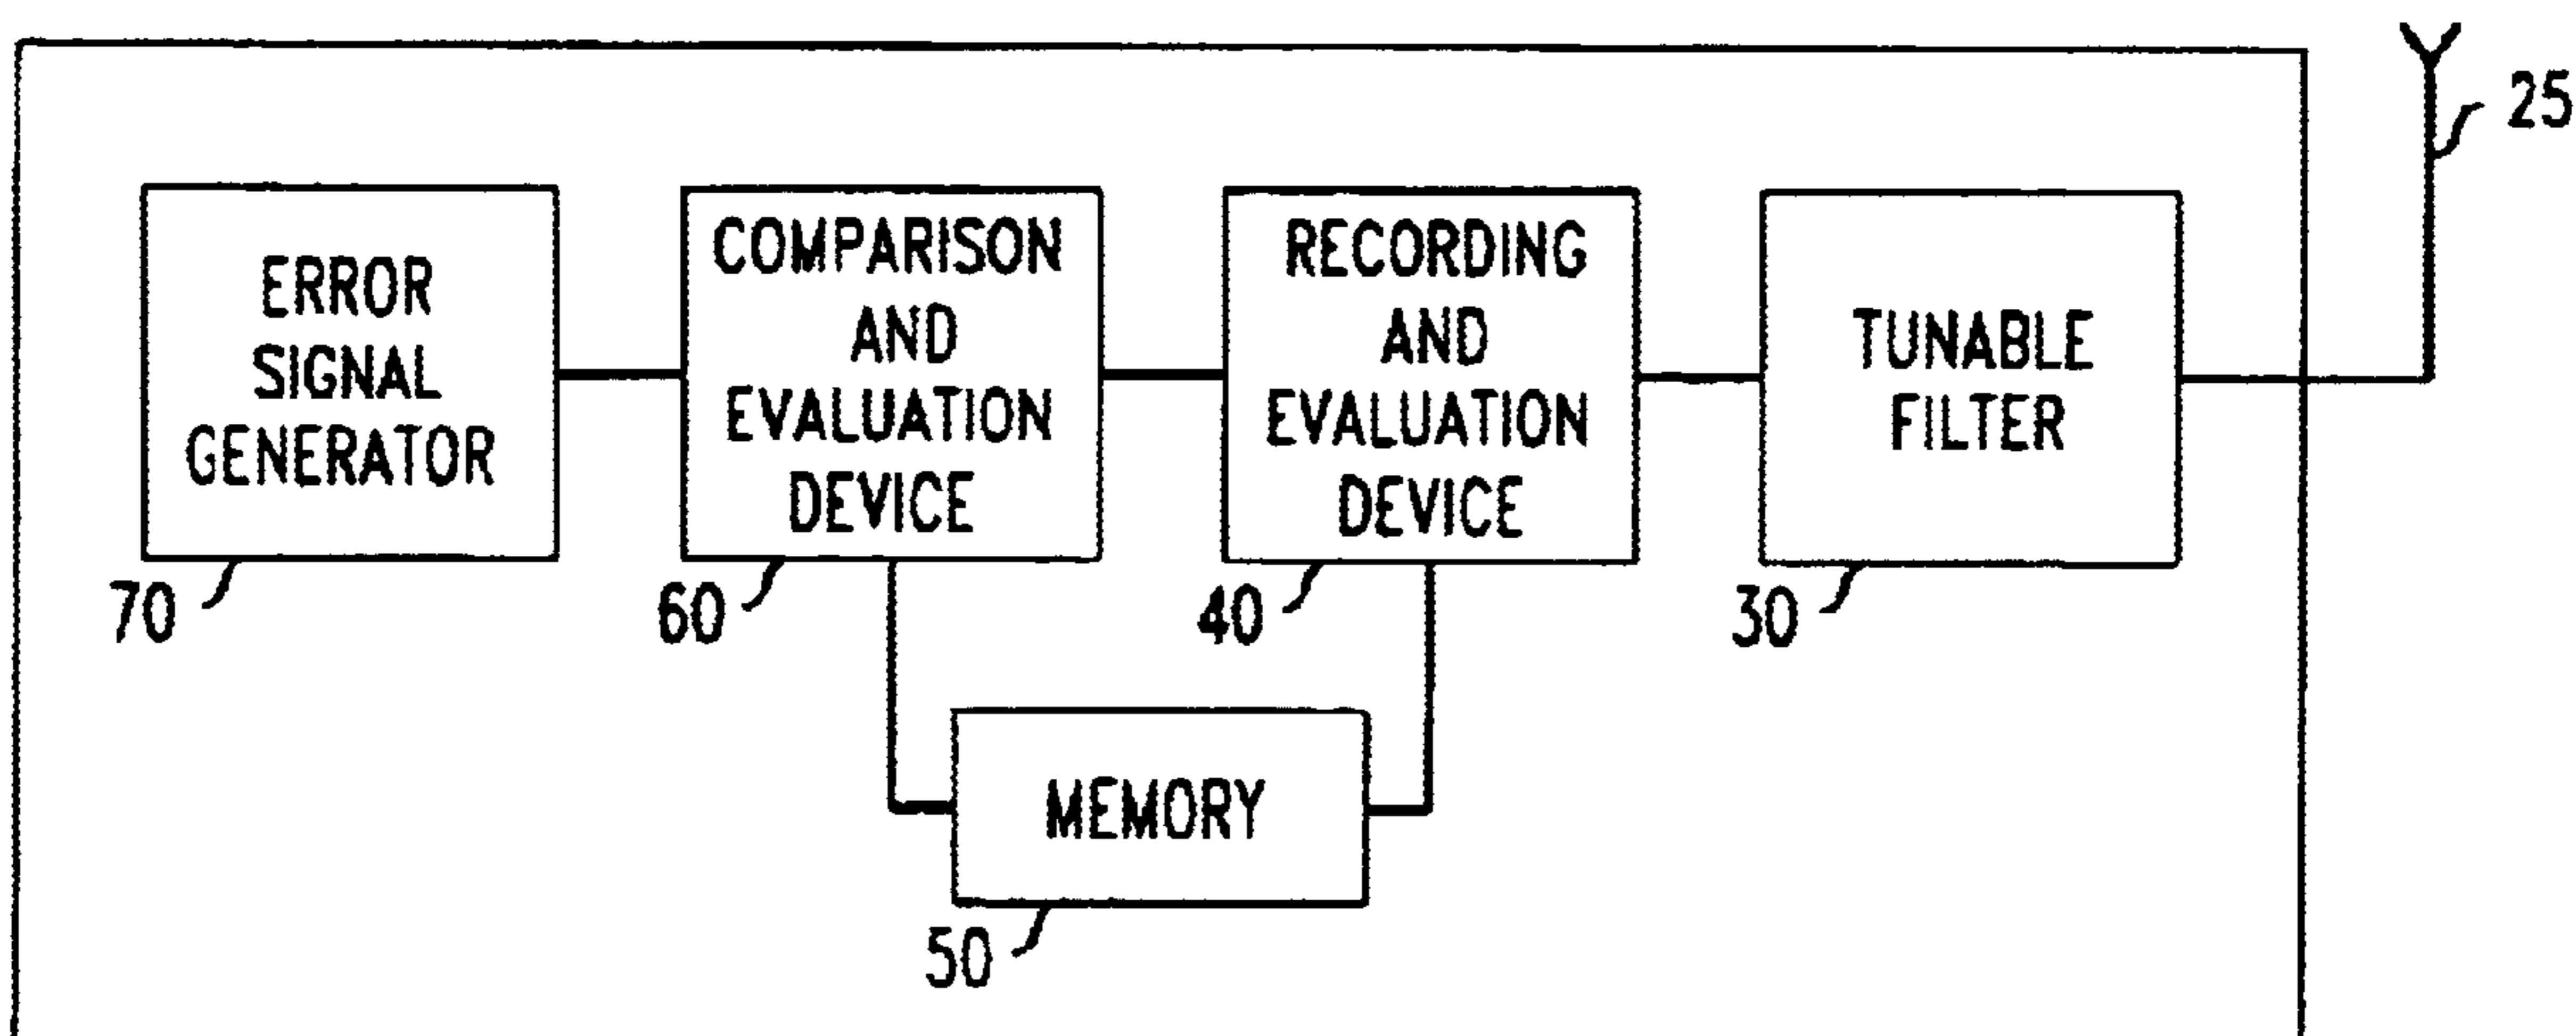 25
ERROR
SIGNAL
GENERATOR
70
COMPARISON
AND
EVALUATION
DEVICE
60
RECORDING
AND
EVALUATION
DEVICE
40
TUNABLE
FILTER
30
MEMORY
50